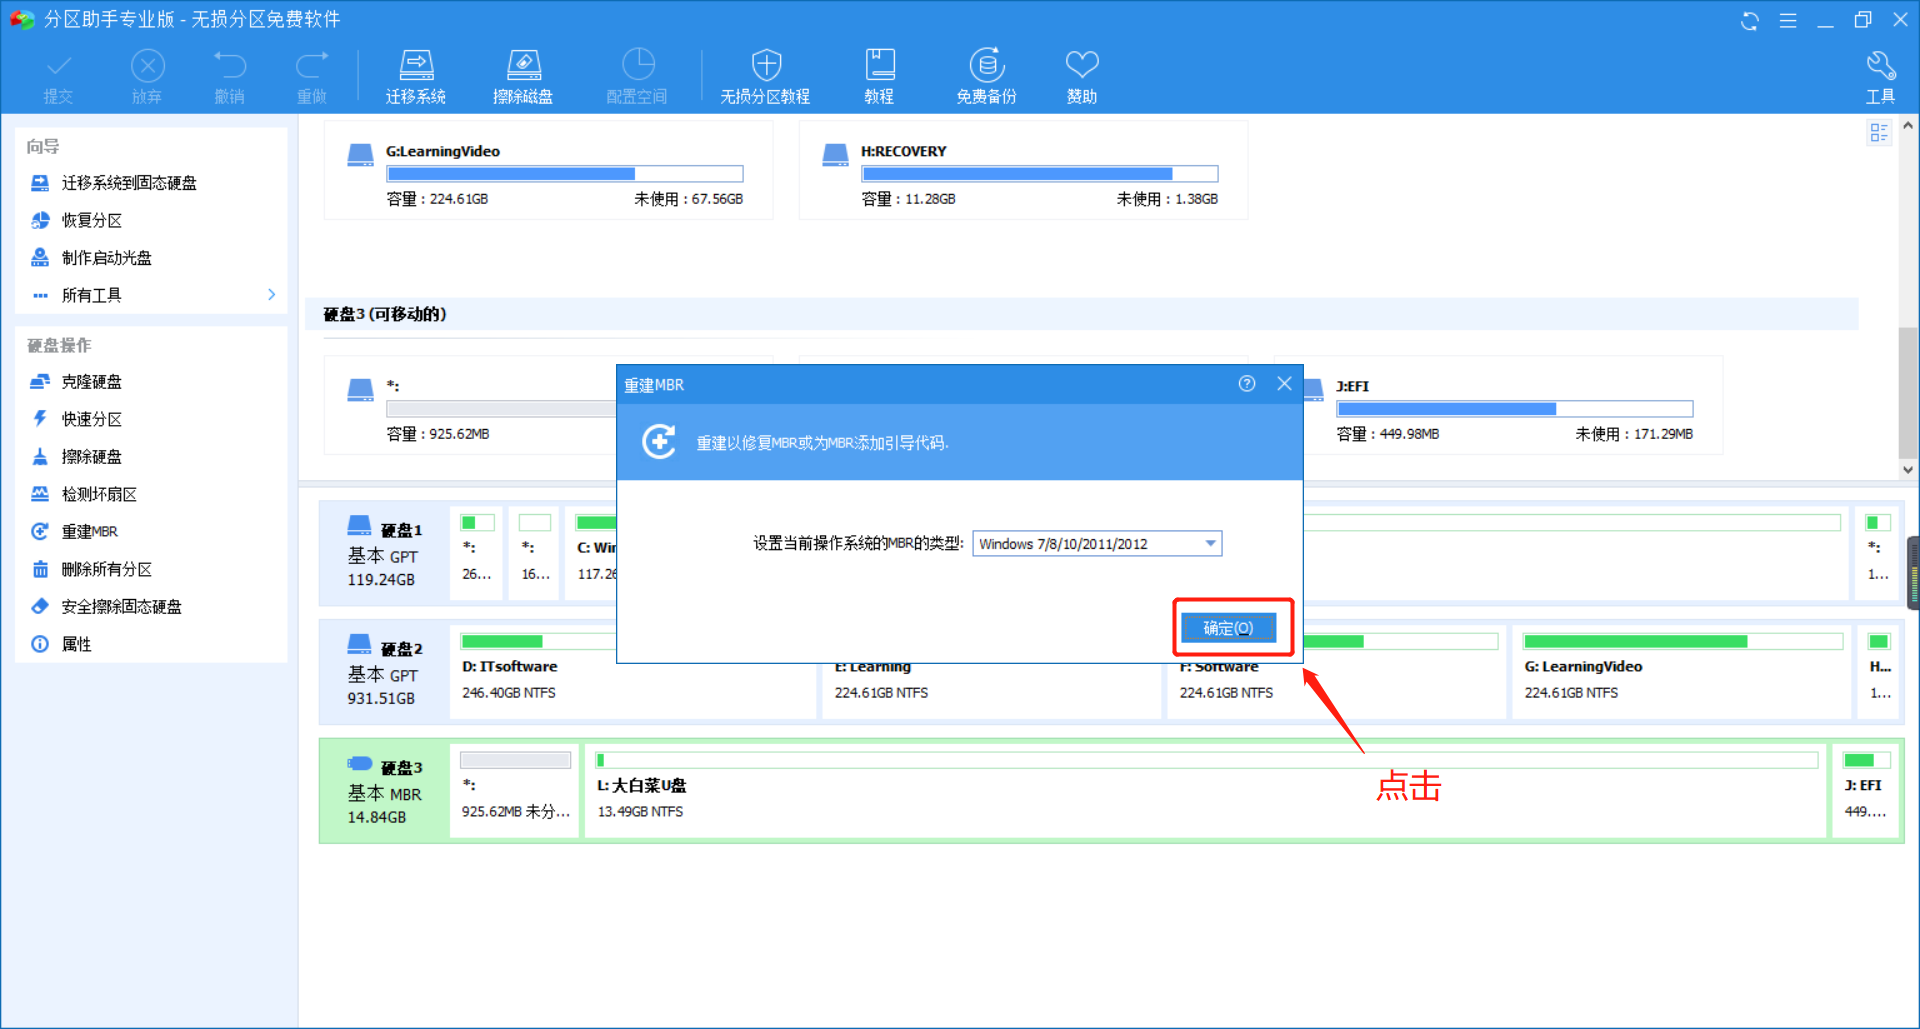 分区助手专业版 - 无损分区免费软件
提交
放弃
撤销
重做
迁移系统
擦除磁盘
配置空间
无损分区教程
教程
免费备份
赞助
工具
向导
迁移系统到固态硬盘
恢复分区
制作启动光盘
所有工具
硬盘操作
克隆硬盘
快速分区
擦除硬盘
检测坏扇区
重建MBR
删除所有分区
安全擦除固态硬盘
属性
G:LearningVideo
容量：224.61GB
未使用：67.56GB
H:RECOVERY
容量：11.28GB
未使用：1.38GB
硬盘3 (可移动的)
*:
容量：925.62MB
J:EFI
容量：449.98MB
未使用：171.29MB
重建MBR
重建以修复MBR或为MBR添加引导代码.
设置当前操作系统的MBR的类型:
Windows 7/8/10/2011/2012
确定(O)
点击
硬盘1
基本 GPT
119.24GB
*:
26...
*:
16...
C: Win
117.26
*:
1...
硬盘2
基本 GPT
931.51GB
D: ITsoftware
246.40GB NTFS
E: Learning
224.61GB NTFS
F: Software
224.61GB NTFS
G: LearningVideo
224.61GB NTFS
H...
1...
硬盘3
基本 MBR
14.84GB
*:
925.62MB 未分...
L: 大白菜U盘
13.49GB NTFS
J: EFI
449....